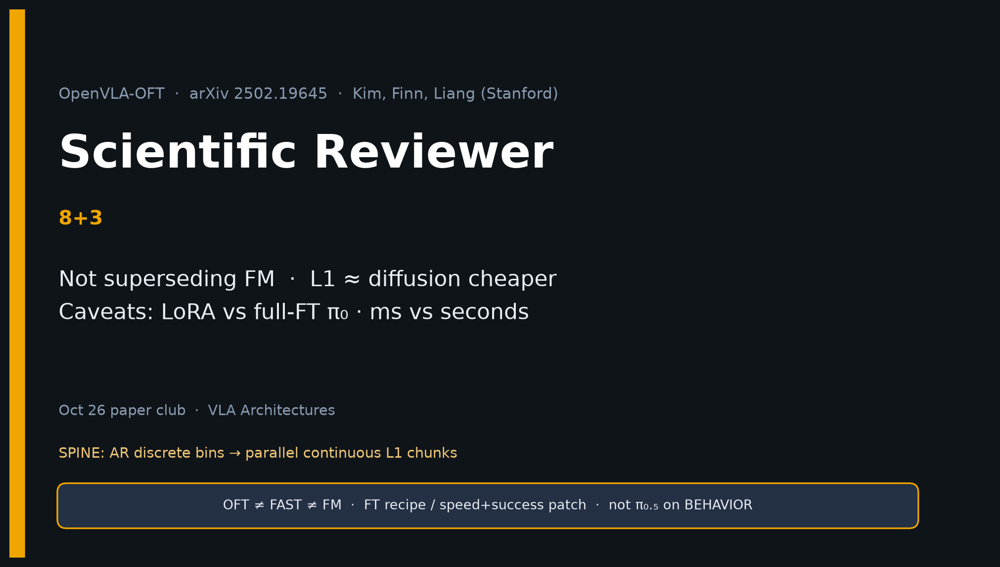 OpenVLA-OFT · arXiv 2502.19645 · Kim, Finn, Liang (Stanford)
Scientific Reviewer
8+3
Not superseding FM · L1 ≈ diffusion cheaper
Caveats: LoRA vs full-FT π₀ · ms vs seconds
Oct 26 paper club · VLA Architectures
SPINE: AR discrete bins → parallel continuous L1 chunks
OFT ≠ FAST ≠ FM · FT recipe / speed+success patch · not π₀.₅ on BEHAVIOR